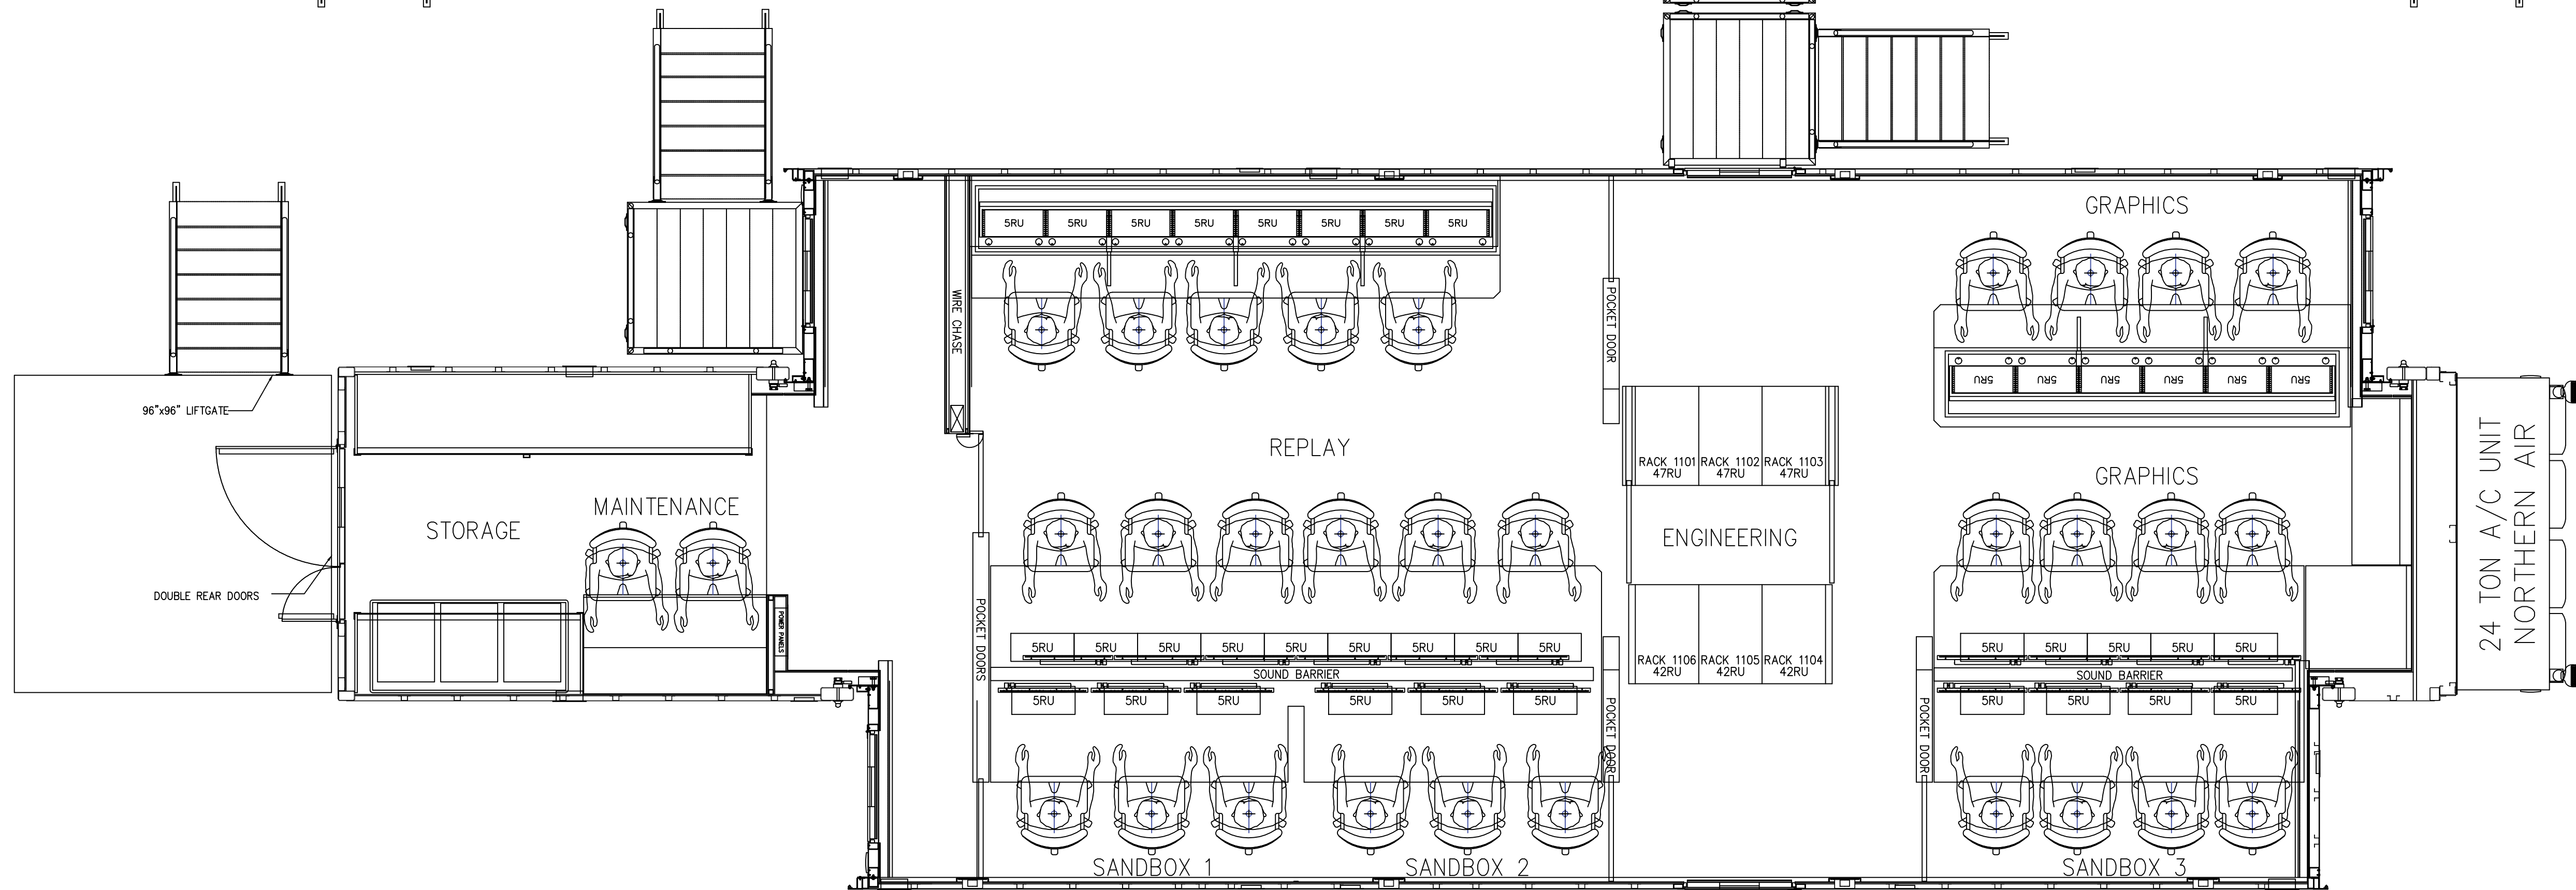 GRAPHICS
5RU 5RU 5RU 5RU 5RU 5RU 5RU 5RU
WIRE CHASE
POCKET DOOR
5RU 5RU 5RU 5RU 5RU 5RU
96"x96" LIFTGATE
REPLAY
RACK 1101 RACK 1102 RACK 1103
47RU 47RU 47RU
GRAPHICS
24 TON A/C UNIT
NORTHERN AIR
MAINTENANCE
STORAGE
ENGINEERING
DOUBLE REAR DOORS
POWER PANELS
POCKET DOORS
5RU 5RU 5RU 5RU 5RU 5RU 5RU 5RU 5RU
5RU 5RU 5RU 5RU 5RU
RACK 1106 RACK 1105 RACK 1104
42RU 42RU 42RU
SOUND BARRIER
SOUND BARRIER
5RU 5RU 5RU 5RU 5RU 5RU
5RU 5RU 5RU 5RU
POCKET DOOR
POCKET DOOR
SANDBOX 1
SANDBOX 2
SANDBOX 3